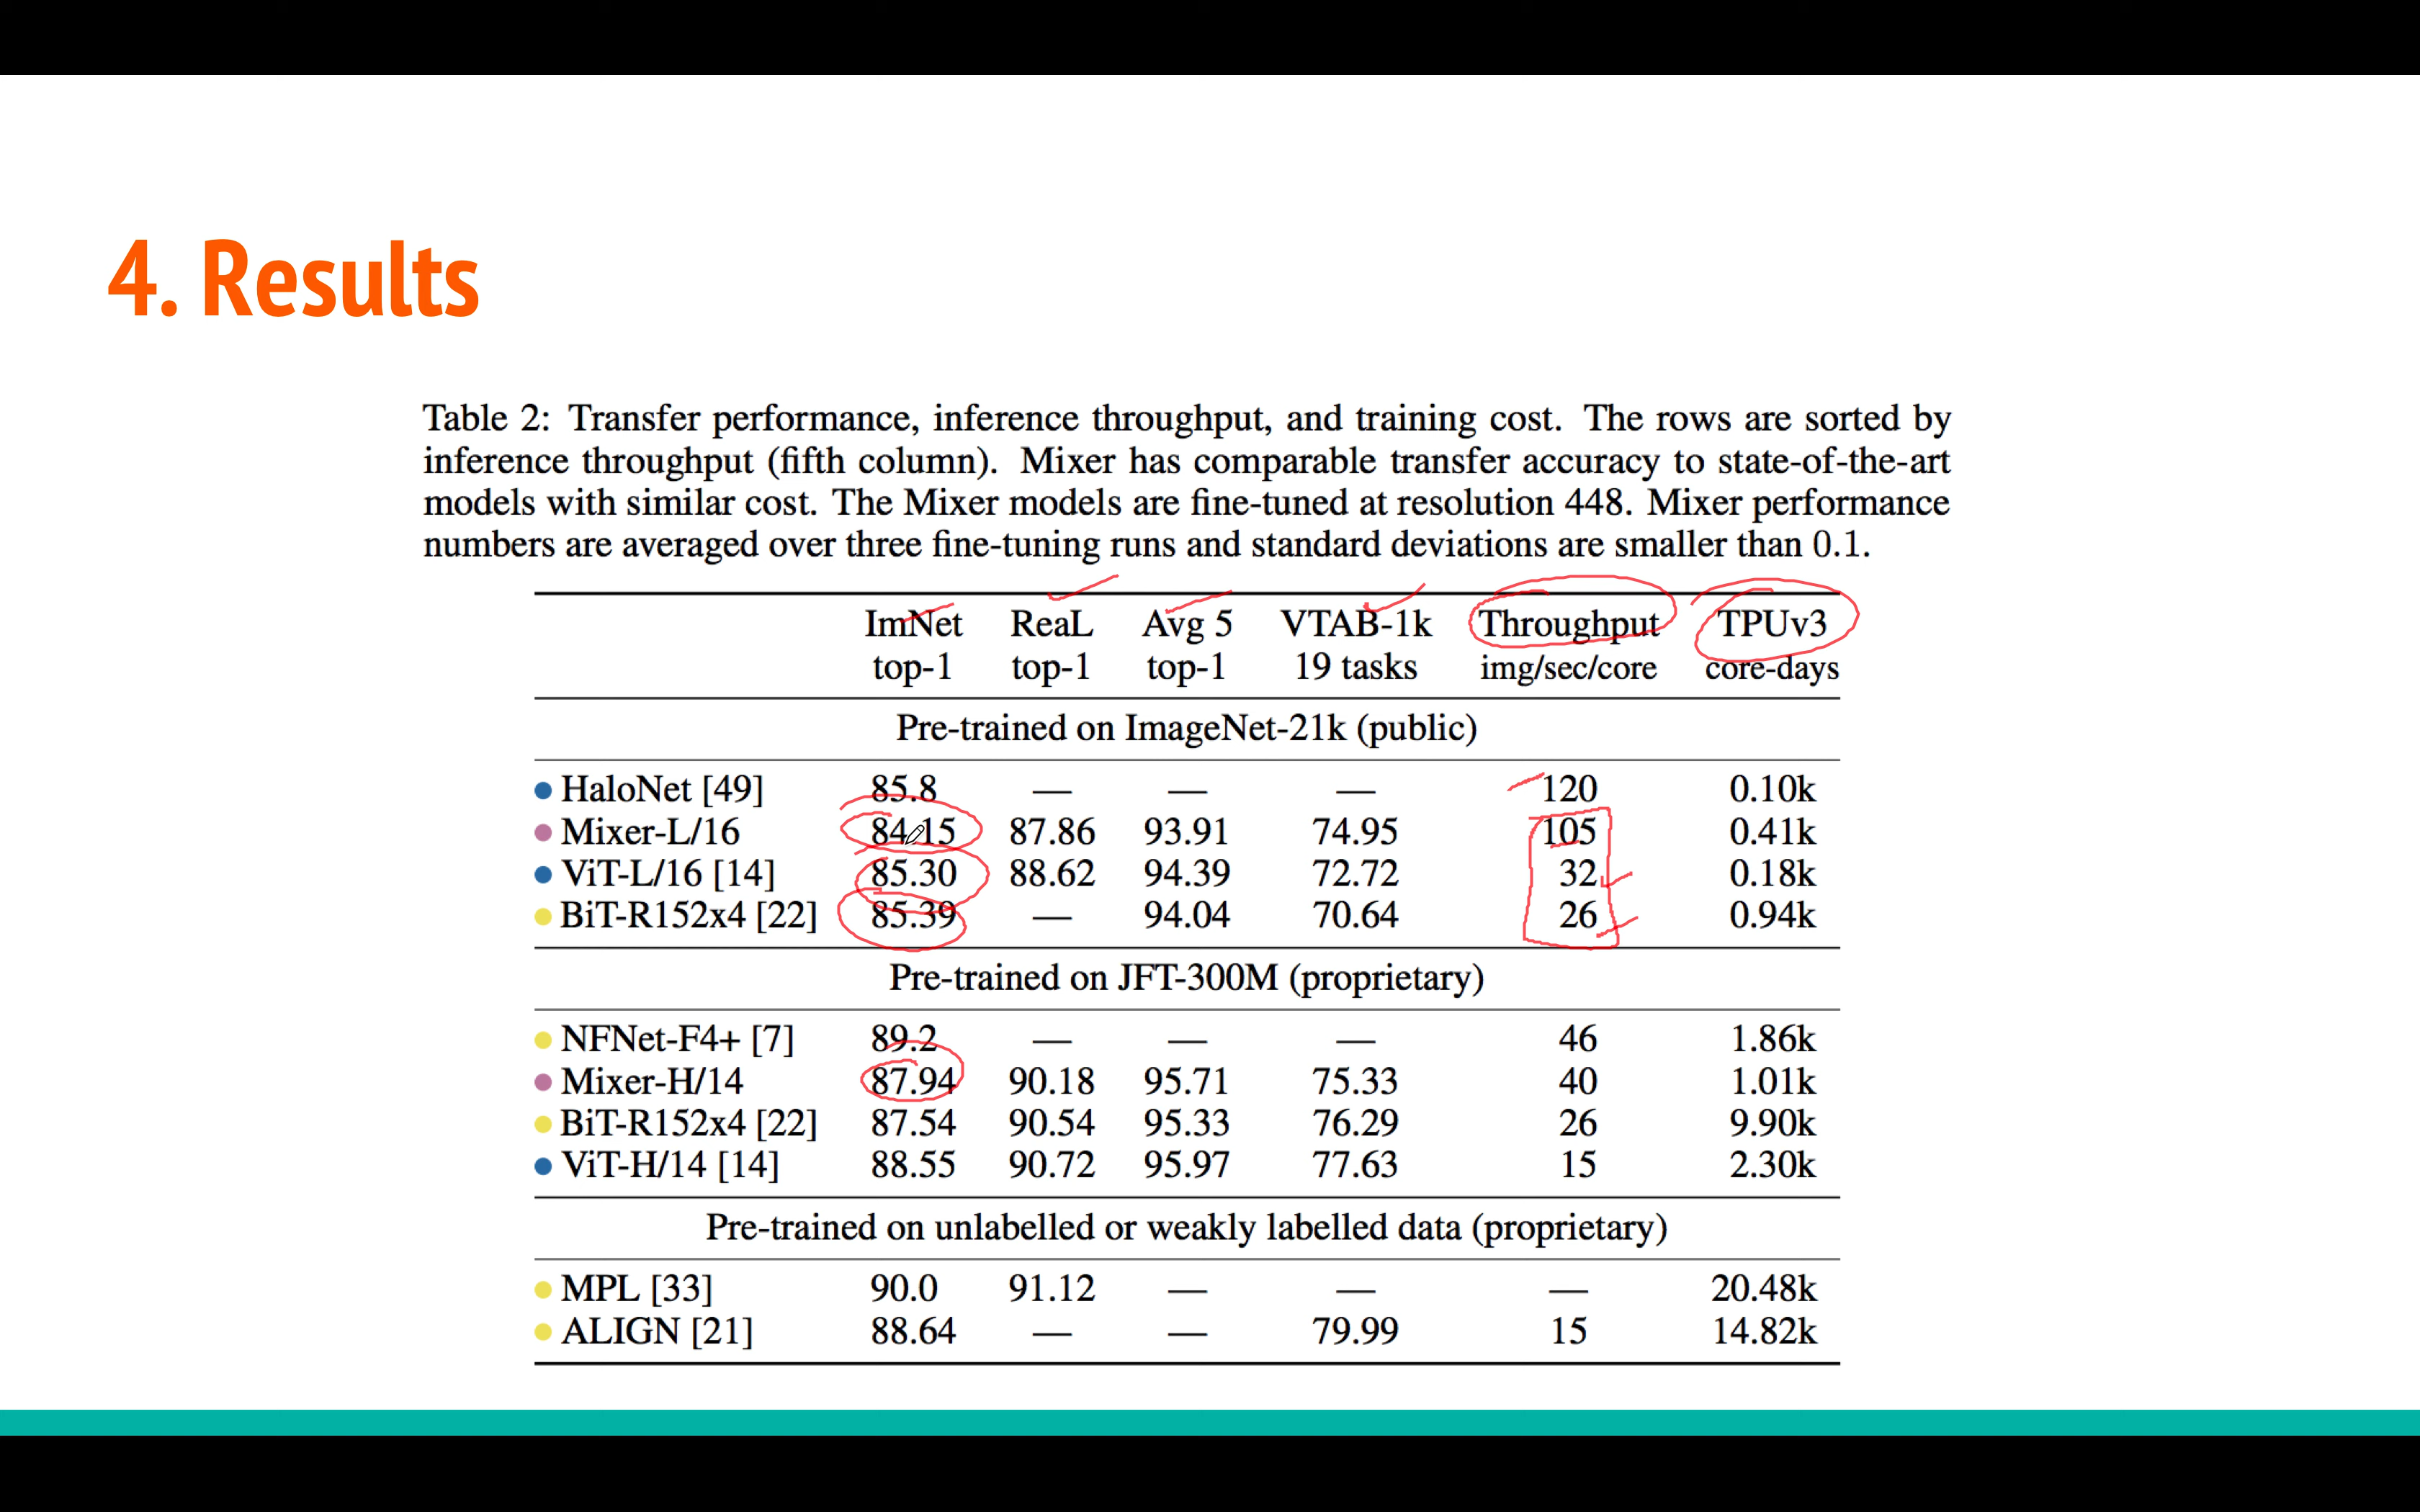 4. Results
Table 2: Transfer performance, inference throughput, and training cost. The rows are sorted by
inference throughput (fifth column). Mixer has comparable transfer accuracy to state-of-the-art
models with similar cost. The Mixer models are fine-tuned at resolution 448. Mixer performance
numbers are averaged over three fine-tuning runs and standard deviations are smaller than 0.1.
ImNet ReaL Avg 5 VTAB-1k Throughput TPUv3
top-1 top-1 top-1 19 tasks img/sec/core core-days
Pre-trained on ImageNet-21k (public)
HaloNet [49] 85.8 — — — 120 0.10k
Mixer-L/16 84.15 87.86 93.91 74.95 105 0.41k
ViT-L/16 [14] 85.30 88.62 94.39 72.72 32 0.18k
BiT-R152x4 [22] 85.39 — 94.04 70.64 26 0.94k
Pre-trained on JFT-300M (proprietary)
NFNet-F4+ [7] 89.2 — — — 46 1.86k
Mixer-H/14 87.94 90.18 95.71 75.33 40 1.01k
BiT-R152x4 [22] 87.54 90.54 95.33 76.29 26 9.90k
ViT-H/14 [14] 88.55 90.72 95.97 77.63 15 2.30k
Pre-trained on unlabelled or weakly labelled data (proprietary)
MPL [33] 90.0 91.12 — — — 20.48k
ALIGN [21] 88.64 — — 79.99 15 14.82k